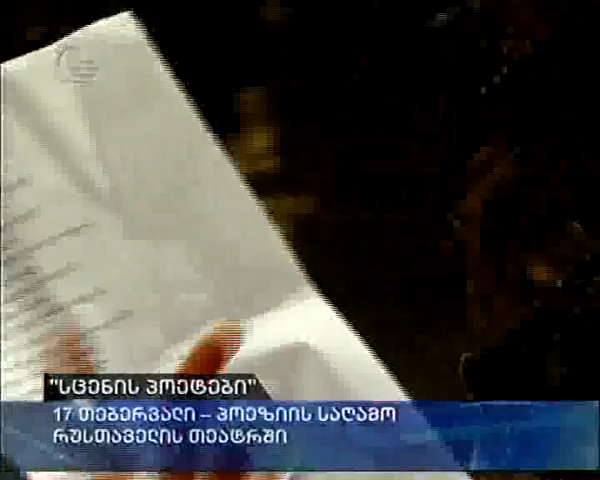 "სცენის პოეტები"
17 თებერვალი – პოეზიის საღამო
რუსთაველის თეატრში